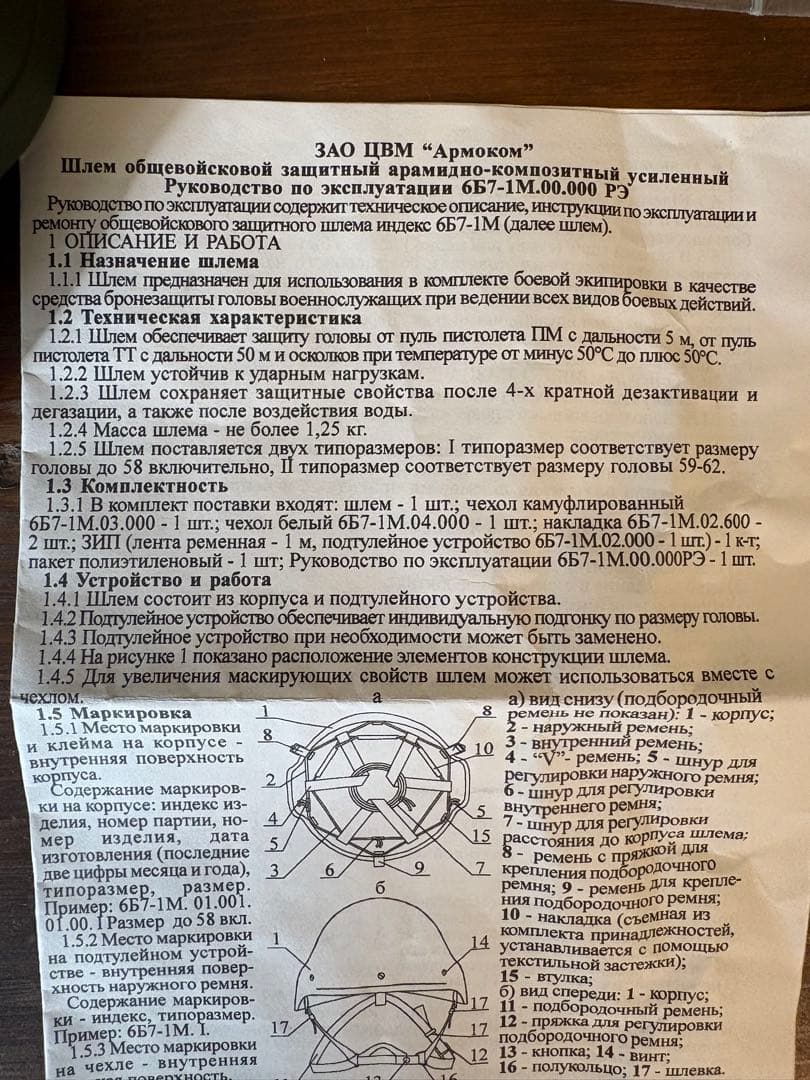 ЗАО ЦВМ “Армоком”
Шлем общевойсковой защитный арамидно-композитный усиленный
Руководство по эксплуатации 6Б7-1М.00.000 РЭ
Руководство по эксплуатации содержит техническое описание, инструкции по эксплуатации и
ремонту общевойскового защитного шлема индекс 6Б7-1М (далее шлем).
1 ОПИСАНИЕ И РАБОТА
1.1 Назначение шлема
1.1.1 Шлем предназначен для использования в комплекте боевой экипировки в качестве
средства бронезащиты головы военнослужащих при ведении всех видов боевых действий.
1.2 Техническая характеристика
1.2.1 Шлем обеспечивает защиту головы от пуль пистолета ПМ с дальности 5 м, от пуль
пистолета ТТ с дальности 50 м и осколков при температуре от минус 50°С до плюс 50°С.
1.2.2 Шлем устойчив к ударным нагрузкам.
1.2.3 Шлем сохраняет защитные свойства после 4-х кратной дезактивации и
дегазации, а также после воздействия воды.
1.2.4 Масса шлема - не более 1,25 кг.
1.2.5 Шлем поставляется двух типоразмеров: I типоразмер соответствует размеру
головы до 58 включительно, II типоразмер соответствует размеру головы 59-62.
1.3 Комплектность
1.3.1 В комплект поставки входят: шлем - 1 шт.; чехол камуфлированный
6Б7-1М.03.000 - 1 шт.; чехол белый 6Б7-1М.04.000 - 1 шт.; накладка 6Б7-1М.02.600 -
2 шт.; ЗИП (лента ременная - 1 м, подтулейное устройство 6Б7-1М.02.000 - 1 шт.) - 1 к-т;
пакет полиэтиленовый - 1 шт; Руководство по эксплуатации 6Б7-1М.00.000РЭ - 1 шт.
1.4 Устройство и работа
1.4.1 Шлем состоит из корпуса и подтулейного устройства.
1.4.2 Подтулейное устройство обеспечивает индивидуальную подгонку по размеру головы.
1.4.3 Подтулейное устройство при необходимости может быть заменено.
1.4.4 На рисунке 1 показано расположение элементов конструкции шлема.
1.4.5 Для увеличения маскирующих свойств шлем может использоваться вместе с
чехлом.
1.5 Маркировка
1.5.1 Место маркировки
и клейма на корпусе -
внутренняя поверхность
корпуса.
Содержание маркиров-
ки на корпусе: индекс из-
делия, номер партии, но-
мер изделия, дата
изготовления (последние
две цифры месяца и года),
типоразмер, размер.
Пример: 6Б7-1М. 01.001.
01.00. I Размер до 58 вкл.
1.5.2 Место маркировки
на подтулейном устрой-
стве - внутренняя повер-
хность наружного ремня.
Содержание маркиров-
ки - индекс, типоразмер.
Пример: 6Б7-1М. I.
1.5.3 Место маркировки
на чехле - внутренняя
поверхность.
а
1
8
8
10
2
4
5
5
15
3
6
9
7
б
1
14
17
17
17
12
а) вид снизу (подбородочный
ремень не показан): 1 - корпус;
2 - наружный ремень;
3 - внутренний ремень;
4 - “V”- ремень; 5 - шнур для
регулировки наружного ремня;
6 - шнур для регулировки
внутреннего ремня;
7 - шнур для регулировки
расстояния до корпуса шлема;
8 - ремень с пряжкой для
крепления подбородочного
ремня; 9 - ремень для крепле-
ния подбородочного ремня;
10 - накладка (съемная из
комплекта принадлежностей,
устанавливается с помощью
текстильной застежки);
15 - втулка;
б) вид спереди: 1 - корпус;
11 - подбородочный ремень;
12 - пряжка для регулировки
подбородочного ремня;
13 - кнопка; 14 - винт;
16 - полукольцо; 17 - шлевка.